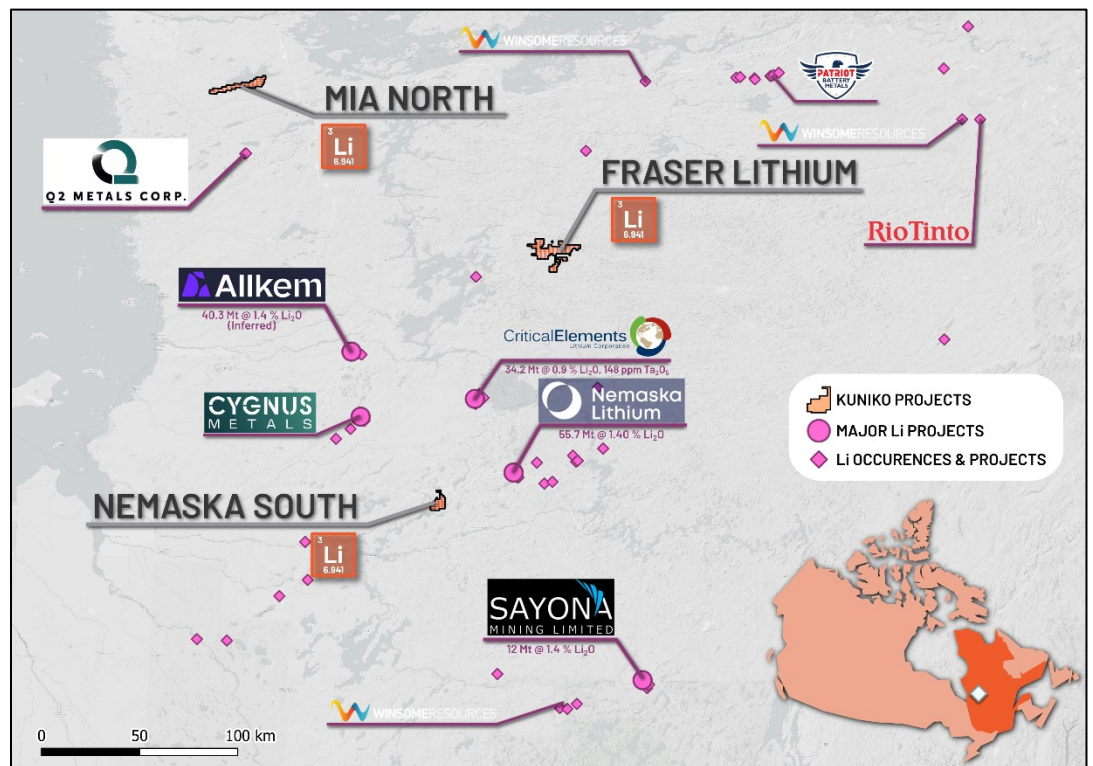 WINSOMERESOURCES
PATRIOT
BATTERY
METALS
MIA NORTH
3
Li
6.941
WINSOMERESOURCES
Q2 METALS CORP.
FRASER LITHIUM
3
Li
6.941
RioTinto
Allkem
40.3 Mt @ 1.4 % Li₂O
(Inferred)
CriticalElements
Lithium Corporation
34.2 Mt @ 0.9 % Li₂O, 148 ppm Ta₂O₅
CYGNUS
METALS
Nemaska
Lithium
55.7 Mt @ 1.40 % Li₂O
KUNIKO PROJECTS
MAJOR Li PROJECTS
Li OCCURENCES & PROJECTS
NEMASKA SOUTH
3
Li
6.941
SAYONA
MINING LIMITED
12 Mt @ 1.4 % Li₂O
WINSOMERESOURCES
0 50 100 km